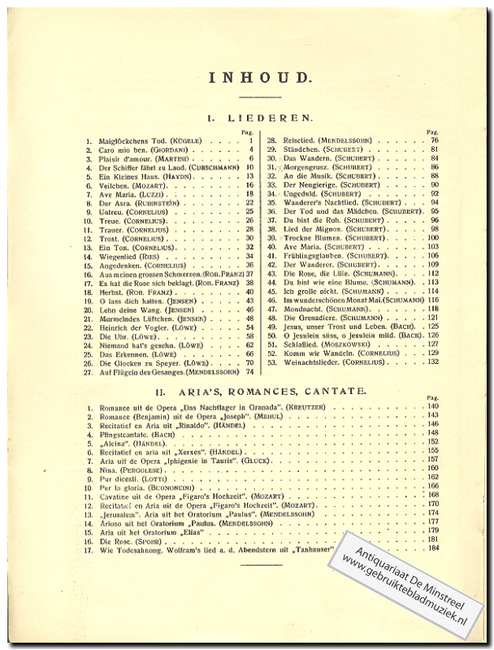 INHOUD.
I. LIEDEREN.
Pag.
1. Maiglöckchens Tod. (KÜGELE) 1
2. Caro mio ben. (GIORDANI) 4
3. Plaisir d'amour. (MARTINI) 6
4. Der Schiffer fährt zu Land. (CURSCHMANN) 10
5. Ein Kleines Haus. (HAYDN) 13
6. Veilchen. (MOZART) 16
7. Ave Maria. (LUZZI) 18
8. Der Asra. (RUBINSTEIN) 22
9. Untreu. (CORNELIUS) 25
10. Treue. (CORNELIUS) 26
11. Trauer. (CORNELIUS) 28
12. Trost. (CORNELIUS) 30
13. Ein Ton. (CORNELIUS) 32
14. Wiegenlied (RIES) 34
15. Angedenken. (CORNELIUS) 36
16. Aus meinen grossen Schmerzen. (ROB. FRANZ) 37
17. Es hat die Rose sich beklagt. (ROB. FRANZ) 38
18. Herbst. (ROB. FRANZ) 40
19. O lass dich halten. (JENSEN) 43
20. Lehn deine Wang. (JENSEN) 46
21. Murmelndes Lüftchen. (JENSEN) 48
22. Heinrich der Vogler. (LÖWE) 54
23. Die Uhr. (LÖWE) 58
24. Niemand hat's gesehn. (LÖWE) 62
25. Das Erkennen. (LÖWE) 66
26. Die Glocken zu Speyer. (LÖWE) 70
27. Auf Flügeln des Gesanges. (MENDELSSOHN) 74
Pag.
28. Reiselied. (MENDELSSOHN) 76
29. Ständchen. (SCHUBERT) 81
30. Das Wandern. (SCHUBERT) 84
31. Morgengruss. (SCHUBERT) 86
32. An die Musik. (SCHUBERT) 88
33. Der Neugierige. (SCHUBERT) 90
34. Ungeduld. (SCHUBERT) 92
35. Wanderer's Nachtlied. (SCHUBERT) 94
36. Der Tod und das Mädchen. (SCHUBERT) 95
37. Du bist die Ruh. (SCHUBERT) 96
38. Lied der Mignon. (SCHUBERT) 98
39. Trockne Blumen. (SCHUBERT) 100
40. Ave Maria. (SCHUBERT) 103
41. Frühlingsglauben. (SCHUBERT) 106
42. Der Wanderer. (SCHUBERT) 109
43. Die Rose, die Lilie. (SCHUMANN) 112
44. Du bist wie eine Blume. (SCHUMANN) 113
45. Ich grolle nicht. (SCHUMANN) 114
46. Im wunderschönen Monat Mai. (SCHUMANN) 116
47. Mondnacht. (SCHUMANN) 118
48. Die Grenadiere. (SCHUMANN) 121
49. Jesus, unser Trost und Leben. (BACH) 125
50. O Jesulein süss, o Jesulein mild. (BACH) 126
51. Schlaflied. (MOSZKOWSKI) 127
52. Komm wir Wandeln. (CORNELIUS) 129
53. Weinachtslieder. (CORNELIUS) 132
II. ARIA'S, ROMANCES, CANTATE.
Pag.
1. Romance uit de Opera „Das Nachtlager in Granada". (KREUTZER) 140
2. Romance (Benjamin) uit de Opera „Joseph". (MEHUL) 143
3. Recitatief en Aria uit „Rinaldo". (HÄNDEL) 146
4. Pfingstcantate. (BACH) 148
5. „Alcina". (HÄNDEL) 152
6. Recitatief en aria uit „Xerxes". (HÄNDEL) 155
7. Aria uit de Opera „Iphigenie in Tauris". (GLUCK) 157
8. Nina. (PERGOLESE) 160
9. Pur dicesti. (LOTTI) 162
10. Pur la gloria. (BUONONCINI) 166
11. Cavatine uit de Opera „Figaro's Hochzeit". (MOZART) 168
12. Recitatief en Aria uit de Opera „Figaro's Hochzeit". (MOZART) 170
13. „Jerusalem". Aria uit het Oratorium „Paulus". (MENDELSSOHN) 174
14. Arioso uit het Oratorium „Paulus. (MENDELSSOHN) 177
15. Aria uit het Oratorium „Elias" 179
16. Die Rose. (SPOHR) 181
17. Wie Todesahnung. Wolfram's lied a. d. Abendstern uit „Tanhäuser" 184
Antiquariaat De Minstreel
www.gebruiktebladmuziek.nl